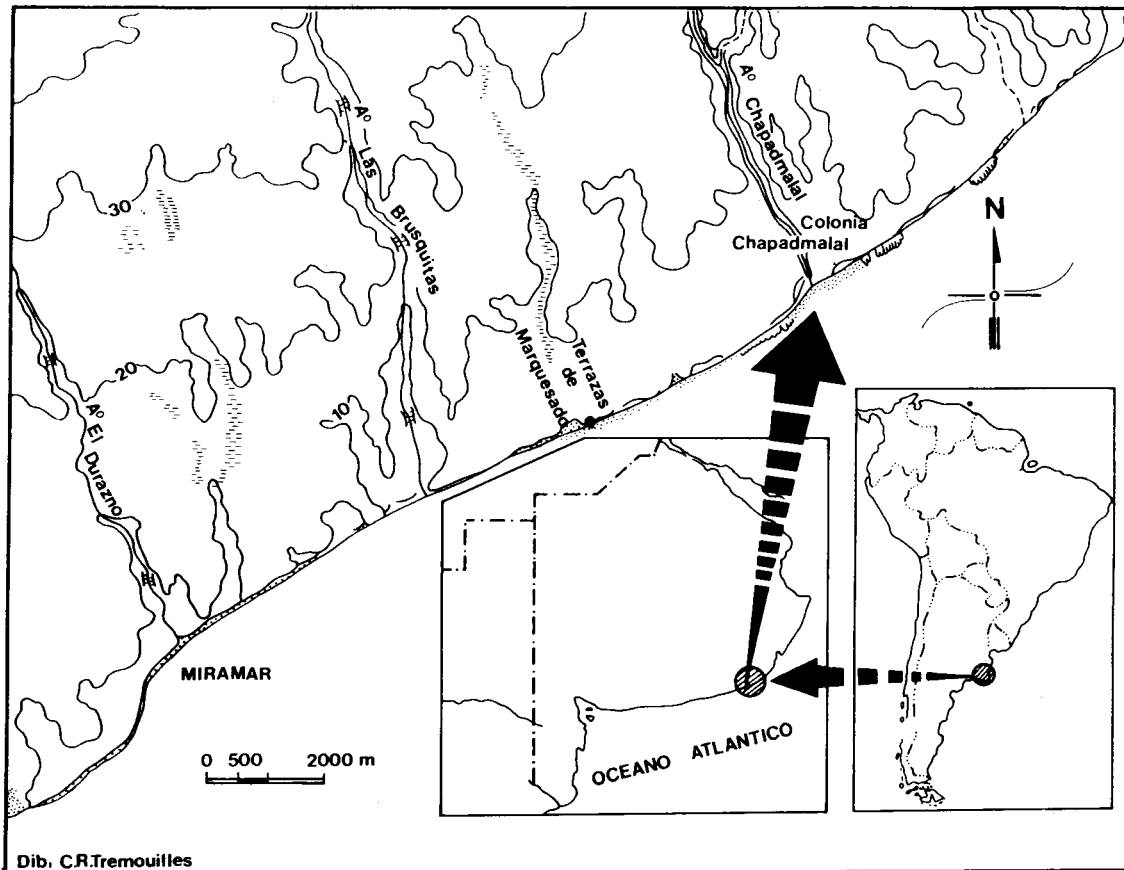 30
Aº Las
Brusquitas
Aº Chapadmalal
Colonia
Chapadmalal
N
20
Aº El
Durazno
10
Terrazas
de
Marquesado
MIRAMAR
0 500 2000 m
OCEANO ATLANTICO
Dib. C.R.Tremouilles